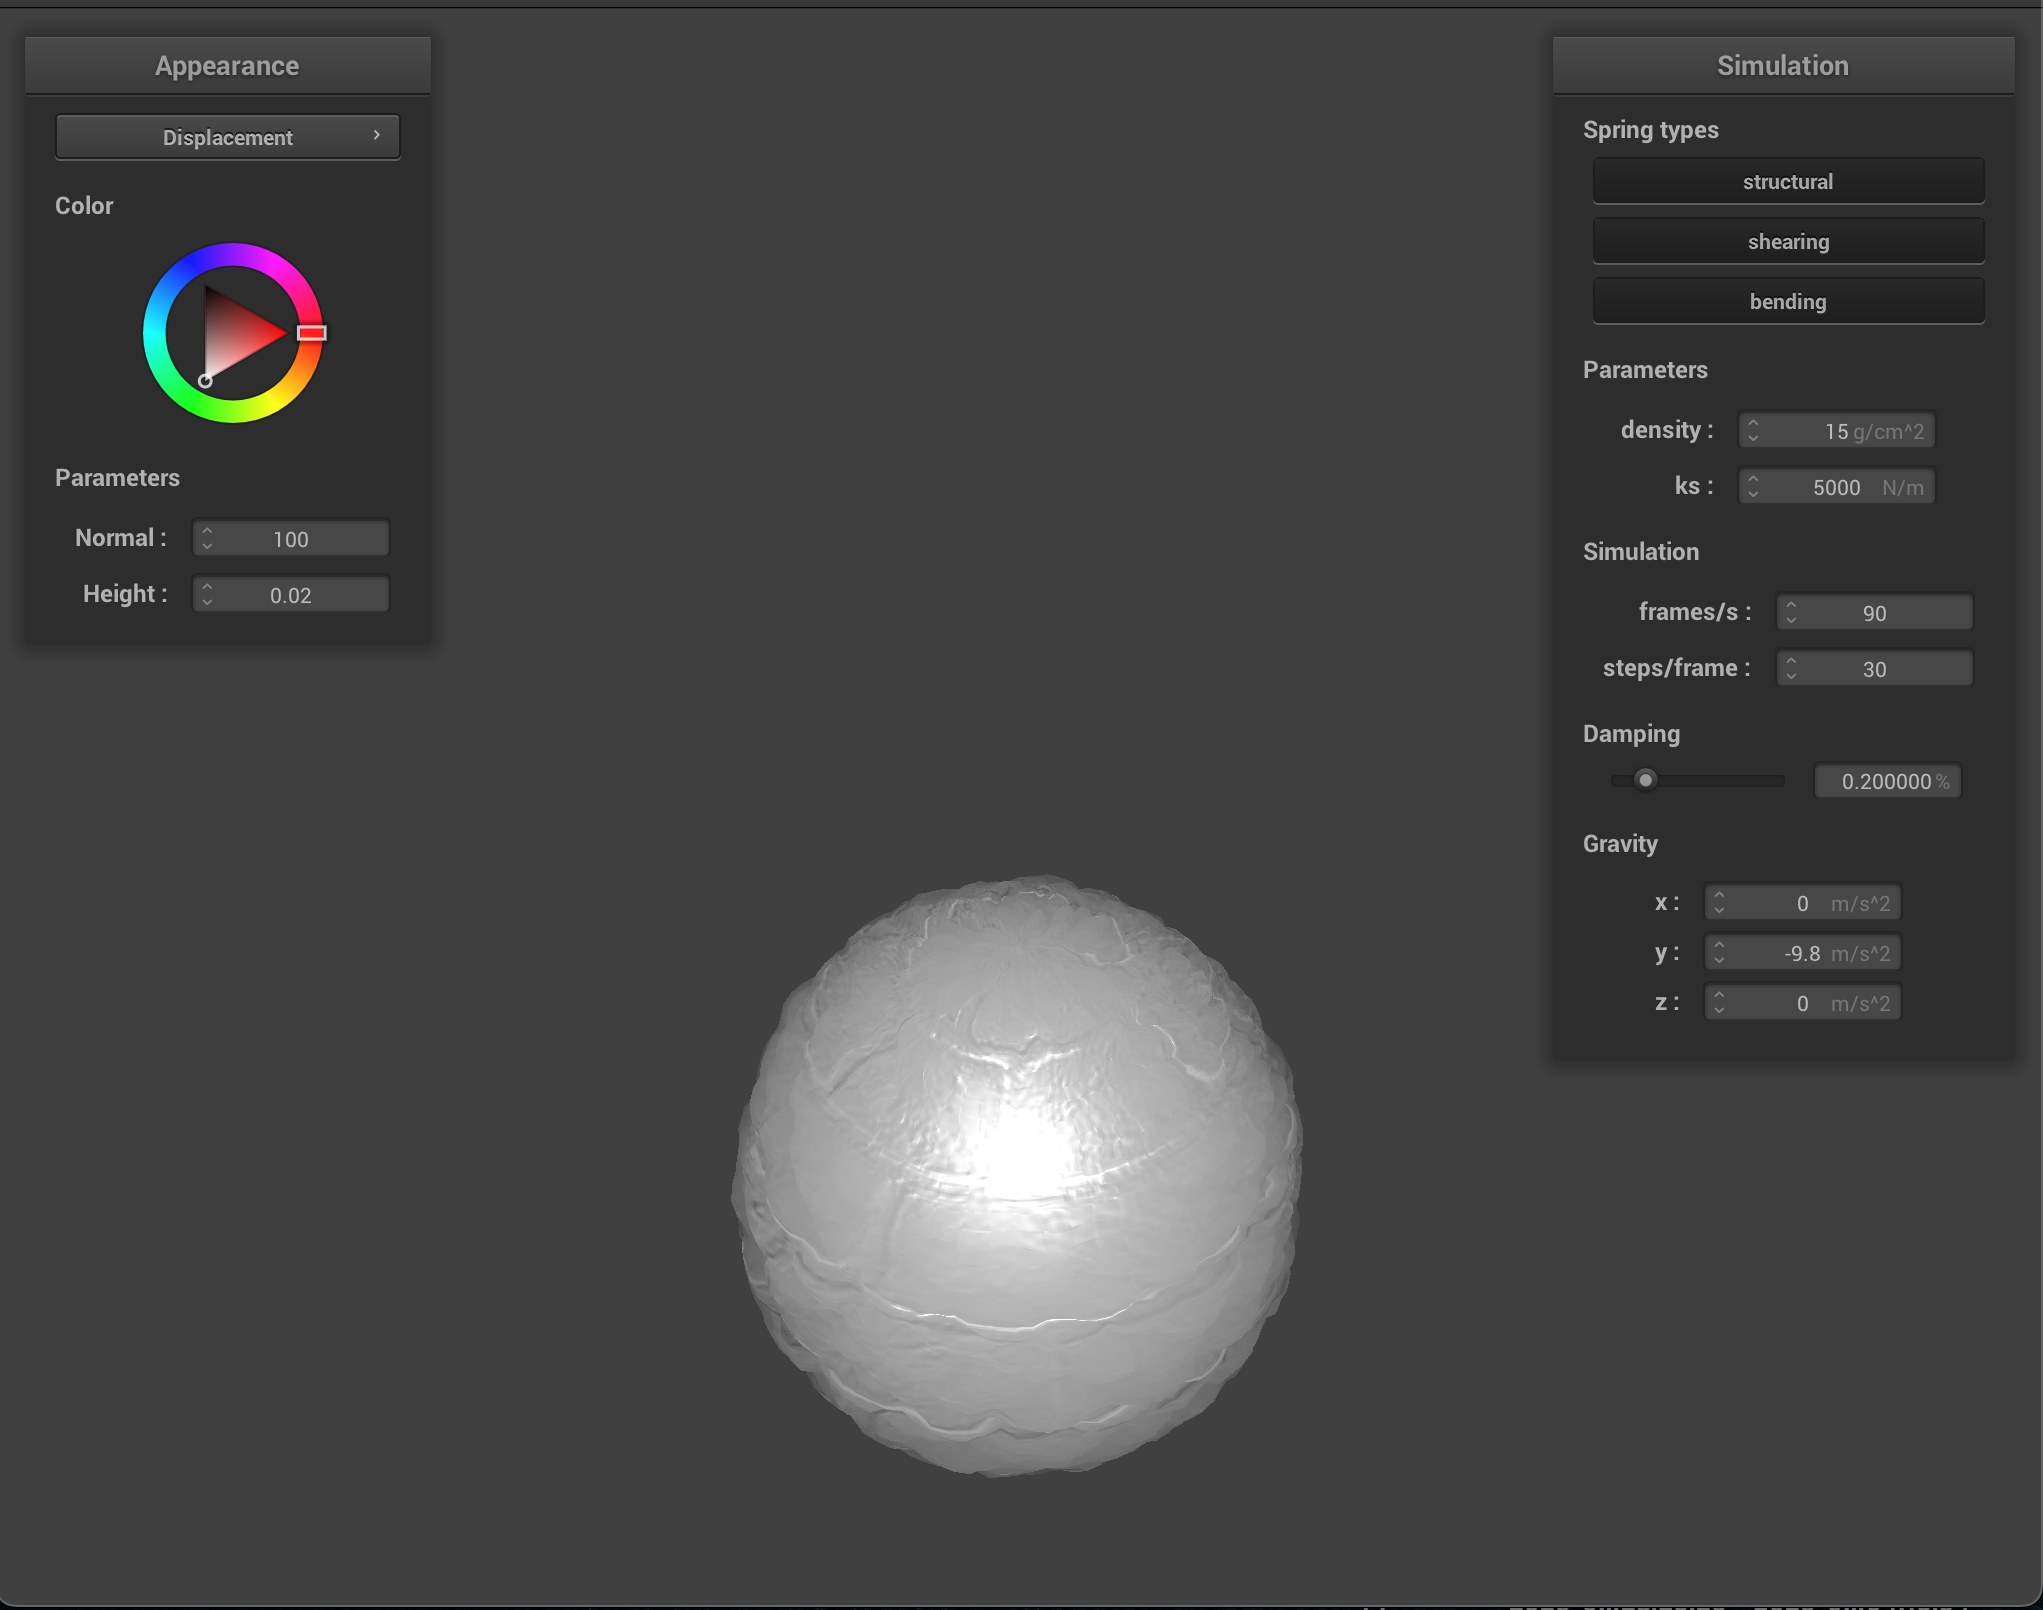 Appearance
Displacement
Color
Parameters
Normal : 100
Height : 0.02
Simulation
Spring types
structural
shearing
bending
Parameters
density : 15 g/cm^2
ks : 5000 N/m
Simulation
frames/s : 90
steps/frame : 30
Damping
0.200000 %
Gravity
x : 0 m/s^2
y : -9.8 m/s^2
z : 0 m/s^2